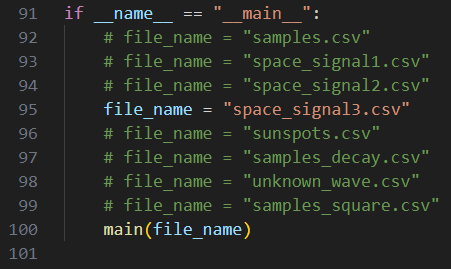 91 if __name__ == "__main__":
92     # file_name = "samples.csv"
93     # file_name = "space_signal1.csv"
94     # file_name = "space_signal2.csv"
95     file_name = "space_signal3.csv"
96     # file_name = "sunspots.csv"
97     # file_name = "samples_decay.csv"
98     # file_name = "unknown_wave.csv"
99     # file_name = "samples_square.csv"
100     main(file_name)
101